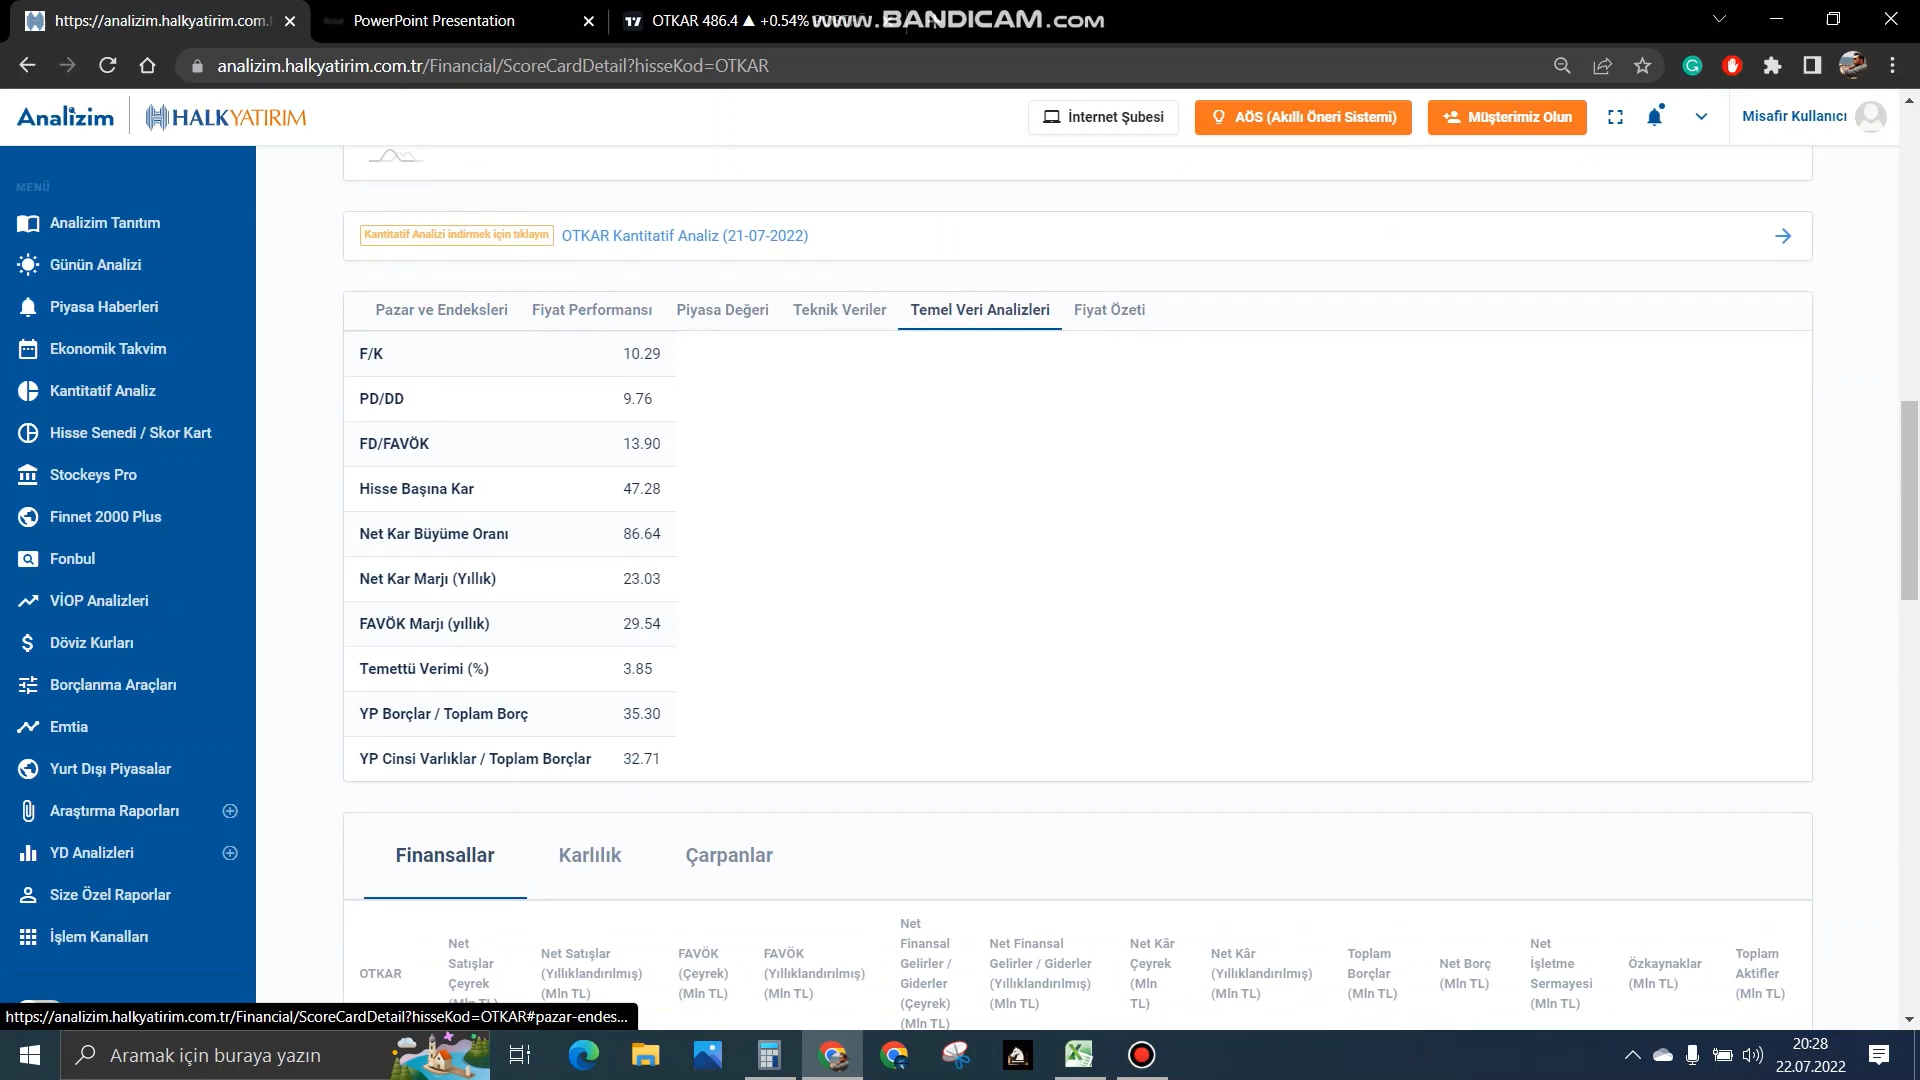 https://analizim.halkyatirim.com.
PowerPoint Presentation
OTKAR 486.4 ▲ +0.54%
www.BANDICAM.com
analizim.halkyatirim.com.tr/Financial/ScoreCardDetail?hisseKod=OTKAR
Analizim
HALKYATIRIM
İnternet Şubesi
AÖS (Akıllı Öneri Sistemi)
Müşterimiz Olun
Misafir Kullanıcı
MENÜ
Analizim Tanıtım
Günün Analizi
Piyasa Haberleri
Ekonomik Takvim
Kantitatif Analiz
Hisse Senedi / Skor Kart
Stockeys Pro
Finnet 2000 Plus
Fonbul
VİOP Analizleri
Döviz Kurları
Borçlanma Araçları
Emtia
Yurt Dışı Piyasalar
Araştırma Raporları
YD Analizleri
Size Özel Raporlar
İşlem Kanalları
Kantitatif Analizi indirmek için tıklayın
OTKAR Kantitatif Analiz (21-07-2022)
Pazar ve Endeksleri
Fiyat Performansı
Piyasa Değeri
Teknik Veriler
Temel Veri Analizleri
Fiyat Özeti
F/K 10.29
PD/DD 9.76
FD/FAVÖK 13.90
Hisse Başına Kar 47.28
Net Kar Büyüme Oranı 86.64
Net Kar Marjı (Yıllık) 23.03
FAVÖK Marjı (yıllık) 29.54
Temettü Verimi (%) 3.85
YP Borçlar / Toplam Borç 35.30
YP Cinsi Varlıklar / Toplam Borçlar 32.71
Finansallar
Karlılık
Çarpanlar
OTKAR
Net
Satışlar
Çeyrek
(Mln TL)
Net Satışlar
(Yıllıklandırılmış)
(Mln TL)
FAVÖK
(Çeyrek)
(Mln TL)
FAVÖK
(Yıllıklandırılmış)
(Mln TL)
Net
Finansal
Gelirler /
Giderler
(Çeyrek)
(Mln TL)
Net Finansal
Gelirler / Giderler
(Yıllıklandırılmış)
(Mln TL)
Net Kâr
Çeyrek
(Mln
TL)
Net Kâr
(Yıllıklandırılmış)
(Mln TL)
Toplam
Borçlar
(Mln TL)
Net Borç
(Mln TL)
Net
İşletme
Sermayesi
(Mln TL)
Özkaynaklar
(Mln TL)
Toplam
Aktifler
(Mln TL)
https://analizim.halkyatirim.com.tr/Financial/ScoreCardDetail?hisseKod=OTKAR#pazar-endes...
Aramak için buraya yazın
20:28
22.07.2022